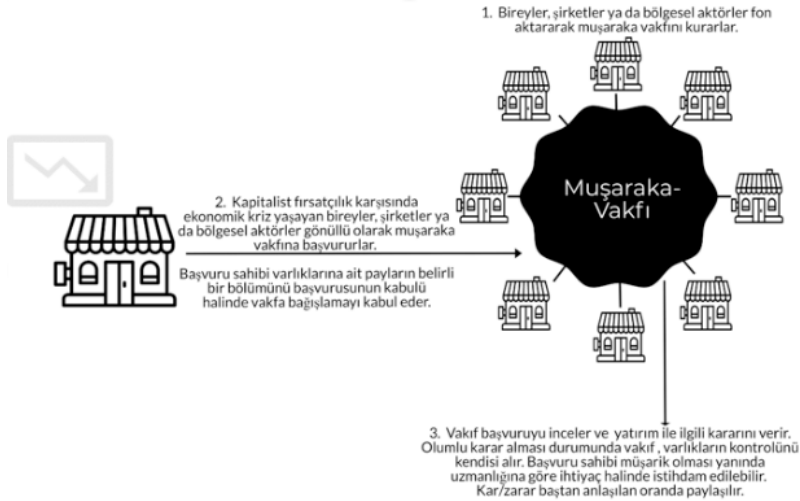 1. Bireyler, şirketler ya da bölgesel aktörler fon
aktararak muşaraka vakfını kurarlar.
Muşaraka-
Vakfı
2. Kapitalist fırsatçılık karşısında
ekonomik kriz yaşayan bireyler, şirketler ya
da bölgesel aktörler gönüllü olarak muşaraka
vakfına başvururlar.
Başvuru sahibi varlıklarına ait payların belirli
bir bölümünü başvurusunun kabulü
halinde vakfa bağışlamayı kabul eder.
3. Vakıf başvuruyu inceler ve yatırım ile ilgili kararını verir.
Olumlu karar alması durumunda vakıf , varlıkların kontrolünü
kendisi alır. Başvuru sahibi müşarik olması yanında
uzmanlığına göre ihtiyaç halinde istihdam edilebilir.
Kar/zarar baştan anlaşılan oranda paylaşılır.